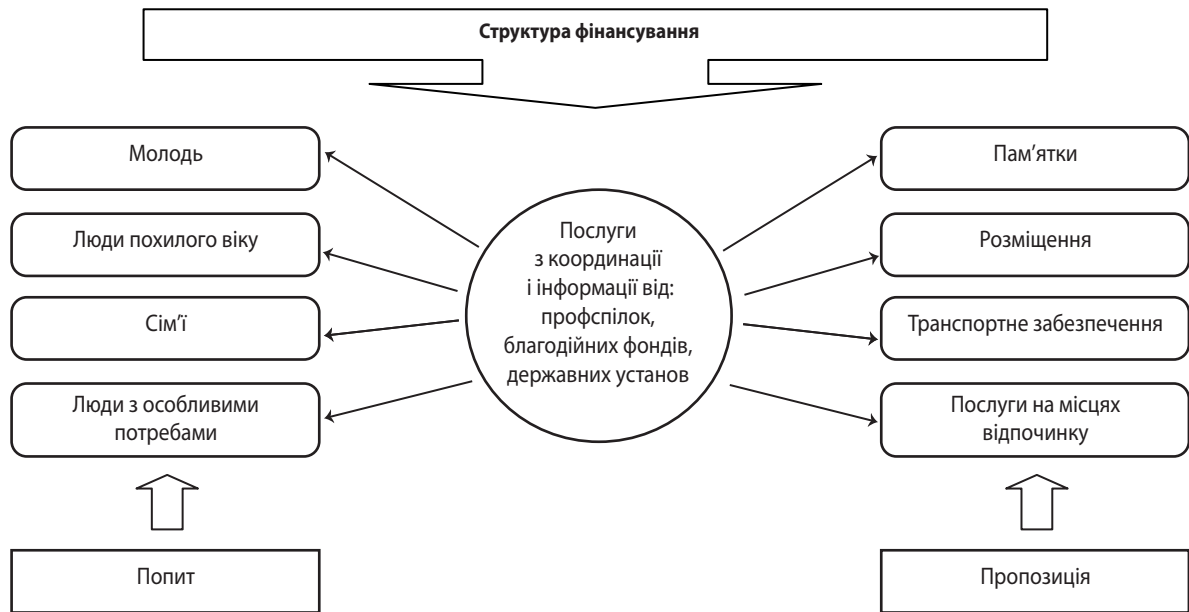 Структура фінансування
Молодь
Люди похилого віку
Сім'ї
Люди з особливими
потребами
Послуги
з координації
і інформації від:
профспілок,
благодійних фондів,
державних установ
Пам'ятки
Розміщення
Транспортне забезпечення
Послуги на місцях
відпочинку
Попит
Пропозиція